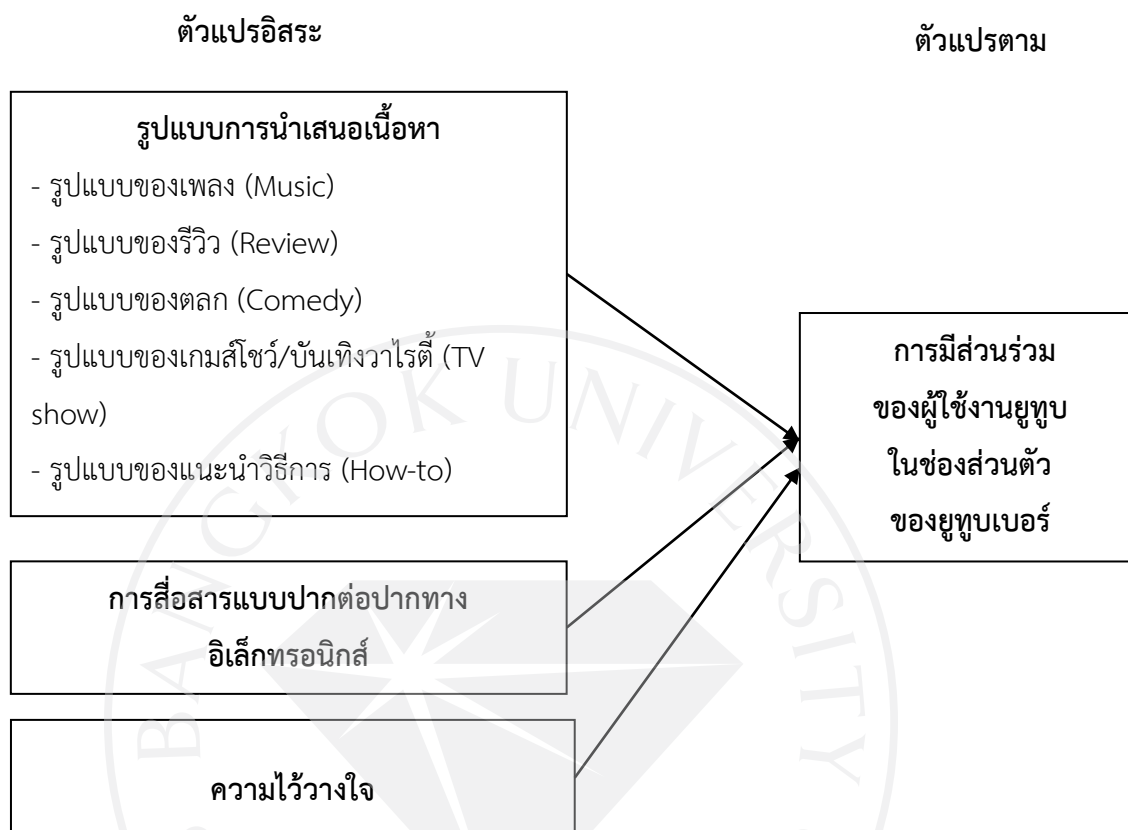 ตัวแปรอิสระ
ตัวแปรตาม
รูปแบบการนำเสนอเนื้อหา
- รูปแบบของเพลง (Music)
- รูปแบบของรีวิว (Review)
- รูปแบบของตลก (Comedy)
- รูปแบบของเกมส์โชว์/บันเทิงวาไรตี้ (TV
show)
- รูปแบบของแนะนำวิธีการ (How-to)
การมีส่วนร่วม
ของผู้ใช้งานยูทูบ
ในช่องส่วนตัว
ของยูทูบเบอร์
การสื่อสารแบบปากต่อปากทาง
อิเล็กทรอนิกส์
ความไว้วางใจ
BANGKOK UNIVERSITY